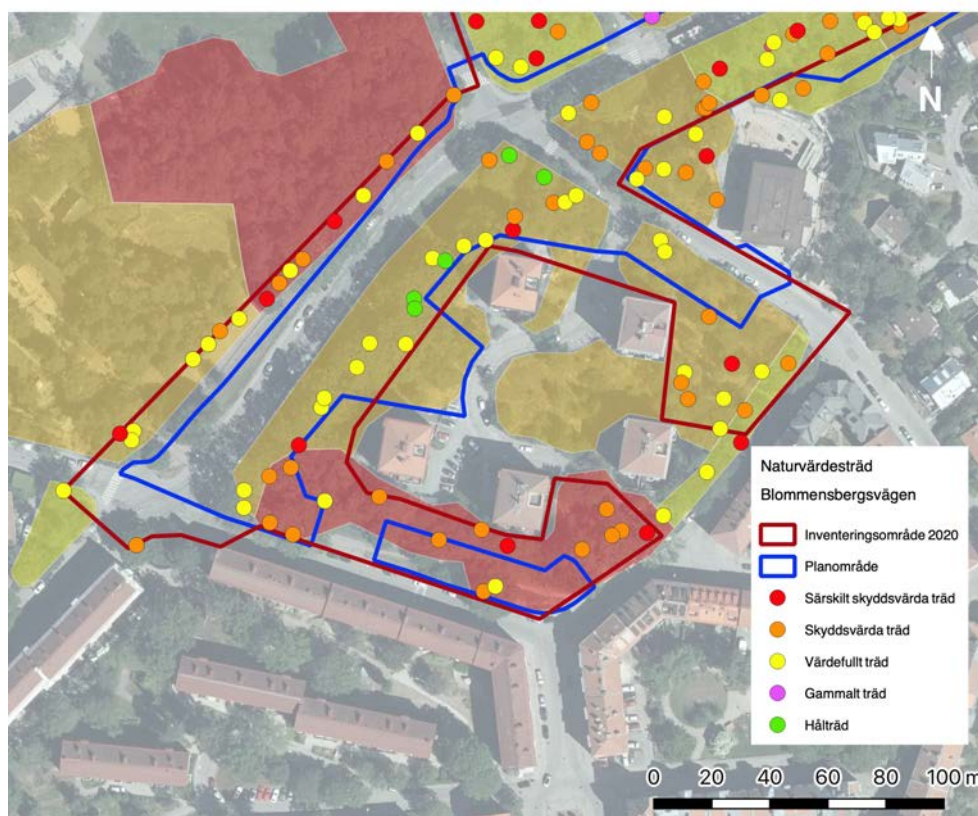 N
Naturvärdesträd
Blommensbergsvägen
Inventeringsområde 2020
Planområde
Särskilt skyddsvärda träd
Skyddsvärda träd
Värdefullt träd
Gammalt träd
Hålträd
0 20 40 60 80 100 m